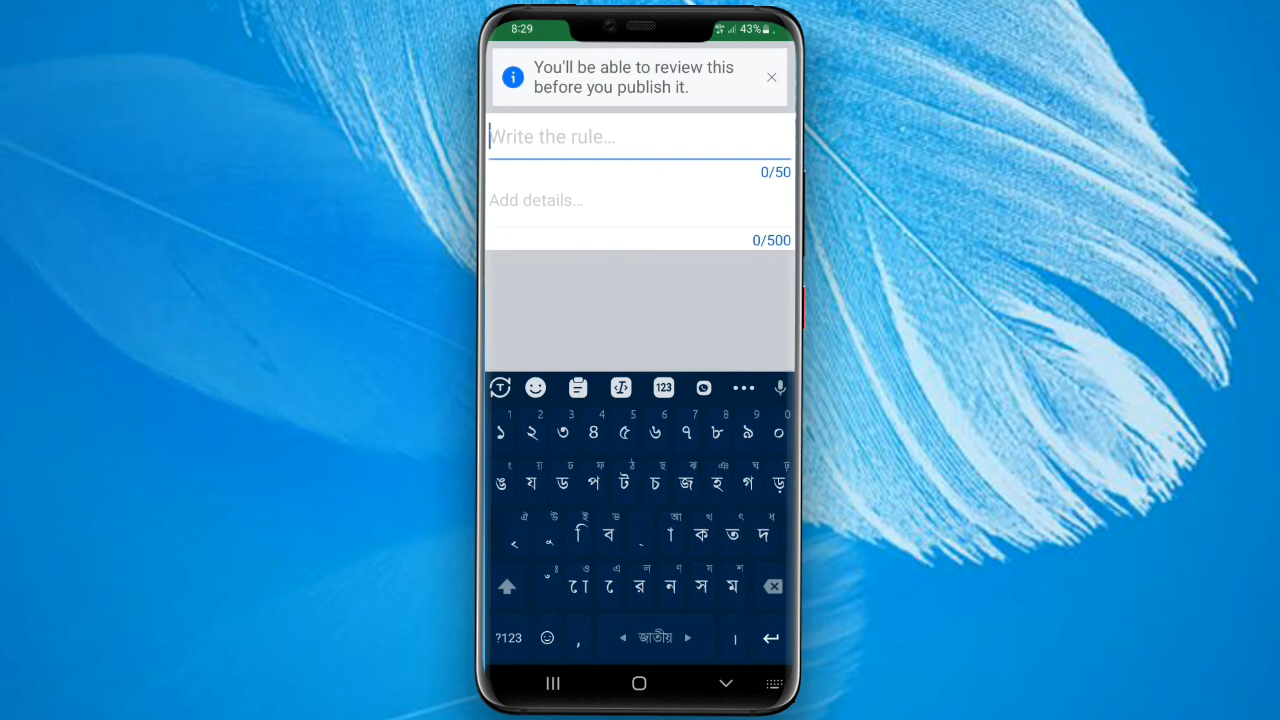 8:29
43%
You'll be able to review this
before you publish it.
Write the rule...
0/50
Add details...
0/500
123
1 2 3 4 5 6 7 8 9 0
১ ২ ৩ ৪ ৫ ৬ ৭ ৮ ৯ ০
ং য় ঢ ফ ঠ ছ ঝ ঞ ঘ ঢ়
ঙ য ড প ট চ জ হ গ ড়
ঐ উ ই ভ আ খ ৎ ধ
ৃ ু ি ব ্ া ক ত দ
ঃ ও এ ল ণ ষ শ
ঁ ো ে র ন স ম
?123 , জাতীয় ।